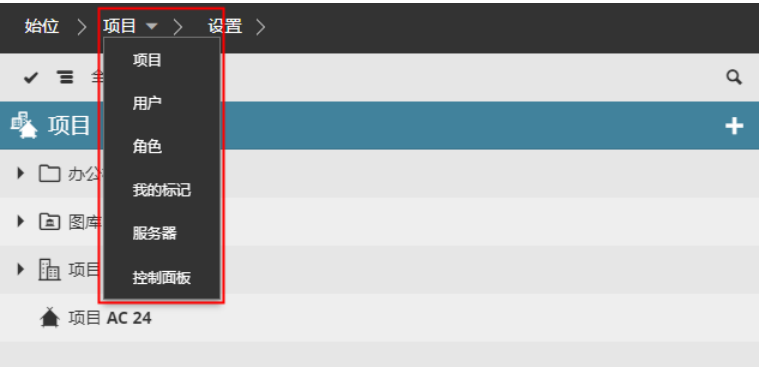 始位 > 项目 > 设置 >
项目
全
用户
项目
角色
办公
我的标记
图库
服务器
项目
控制面板
项目 AC 24